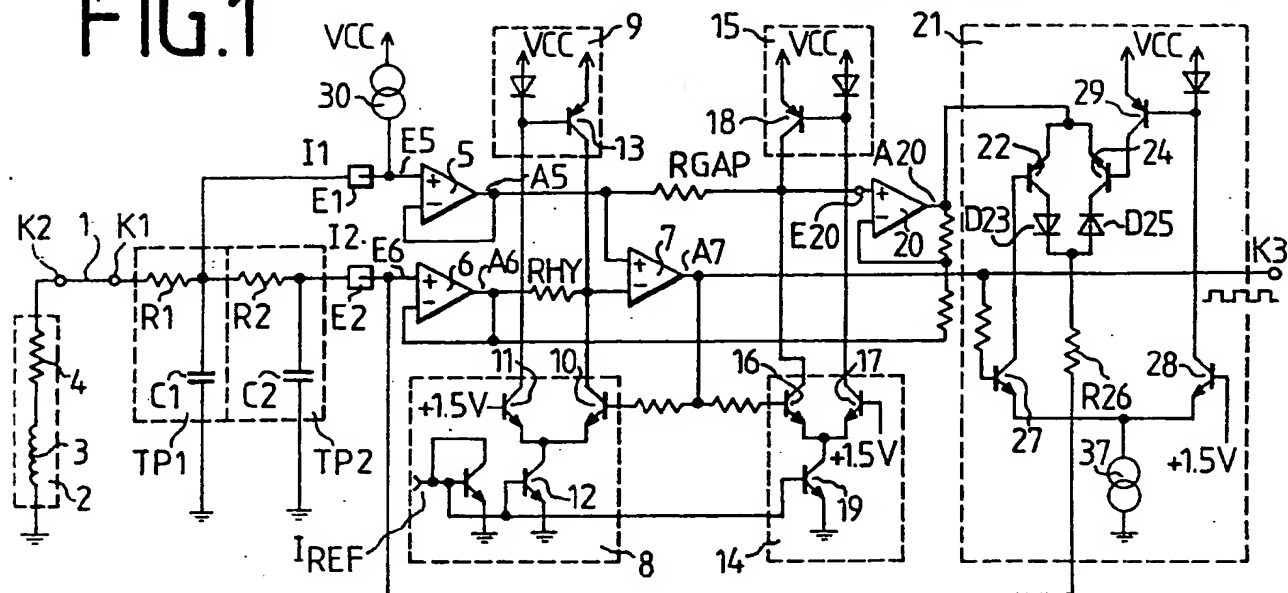 FIG.1
VCC
30
9
VCC
13
15
VCC
18
21
VCC
29
I1
E5
5
A5
E1
RGAP
A20
E20
20
22
24
D23
D25
K2
1
K1
I2
E6
6
A6
RHY
7
A7
K3
R1
R2
E2
4
3
2
C1
C2
TP1
TP2
11
10
+1.5V
12
IREF
8
16
17
+1.5V
19
14
R26
28
27
37
+1.5V